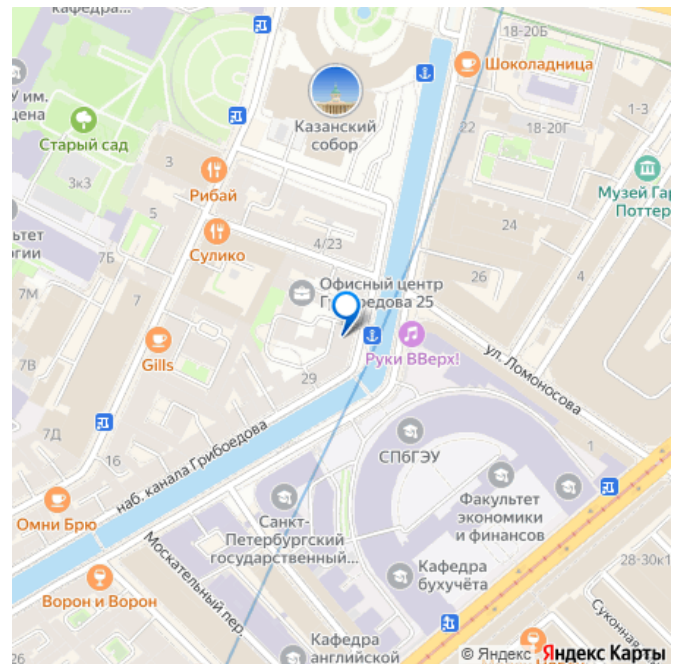 кафедра...
18-20Б
Шоколадница
У им.
цена
Казанский
собор
1-3
22
18-20Г
Старый сад
3
3к3
Рибай
Музей Гар
Поттер
5
24
ьтет
огии
7Б
Сулико
4/23
26
4
7М
7
Офисный центр
Грибоедова 25
Руки ВВерх!
Gills
7В
29
ул. Ломоносова
СПбГЭУ
1
7Д
16
наб. канала Грибоедова
Омни Брю
Санкт-
Петербургский
государственный...
Факультет
экономики
и финансов
Москательный пер.
Кафедра
бухучёта
28-30к1
Ворон и Ворон
Суконная
26
Кафедра
английской
© Яндекс Яндекс Карты